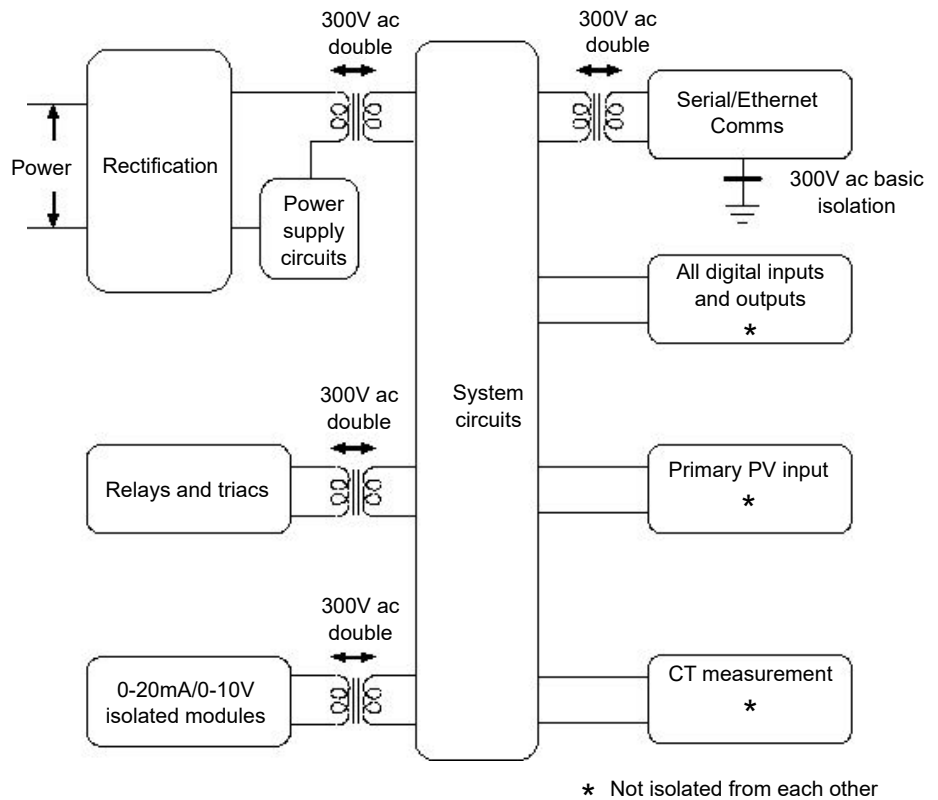 300V ac
double
300V ac
double
Power
Rectification
Power
supply
circuits
Serial/Ethernet
Comms
300V ac basic
isolation
All digital inputs
and outputs
*
System
circuits
300V ac
double
Relays and triacs
Primary PV input
*
300V ac
double
0-20mA/0-10V
isolated modules
CT measurement
*
* Not isolated from each other